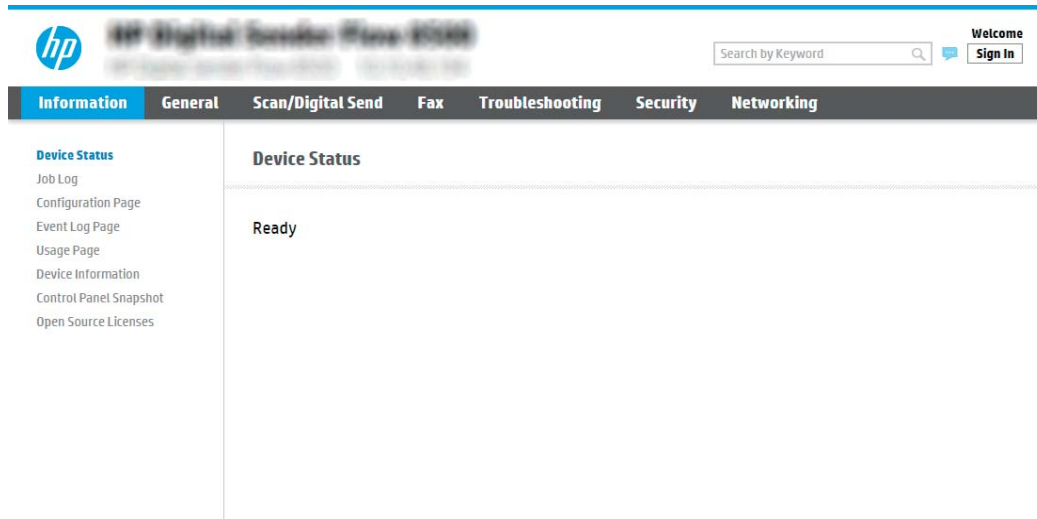 hp
Welcome
Search by Keyword
Sign In
Information General Scan/Digital Send Fax Troubleshooting Security Networking
Device Status
Job Log
Configuration Page
Event Log Page
Usage Page
Device Information
Control Panel Snapshot
Open Source Licenses
Device Status
Ready